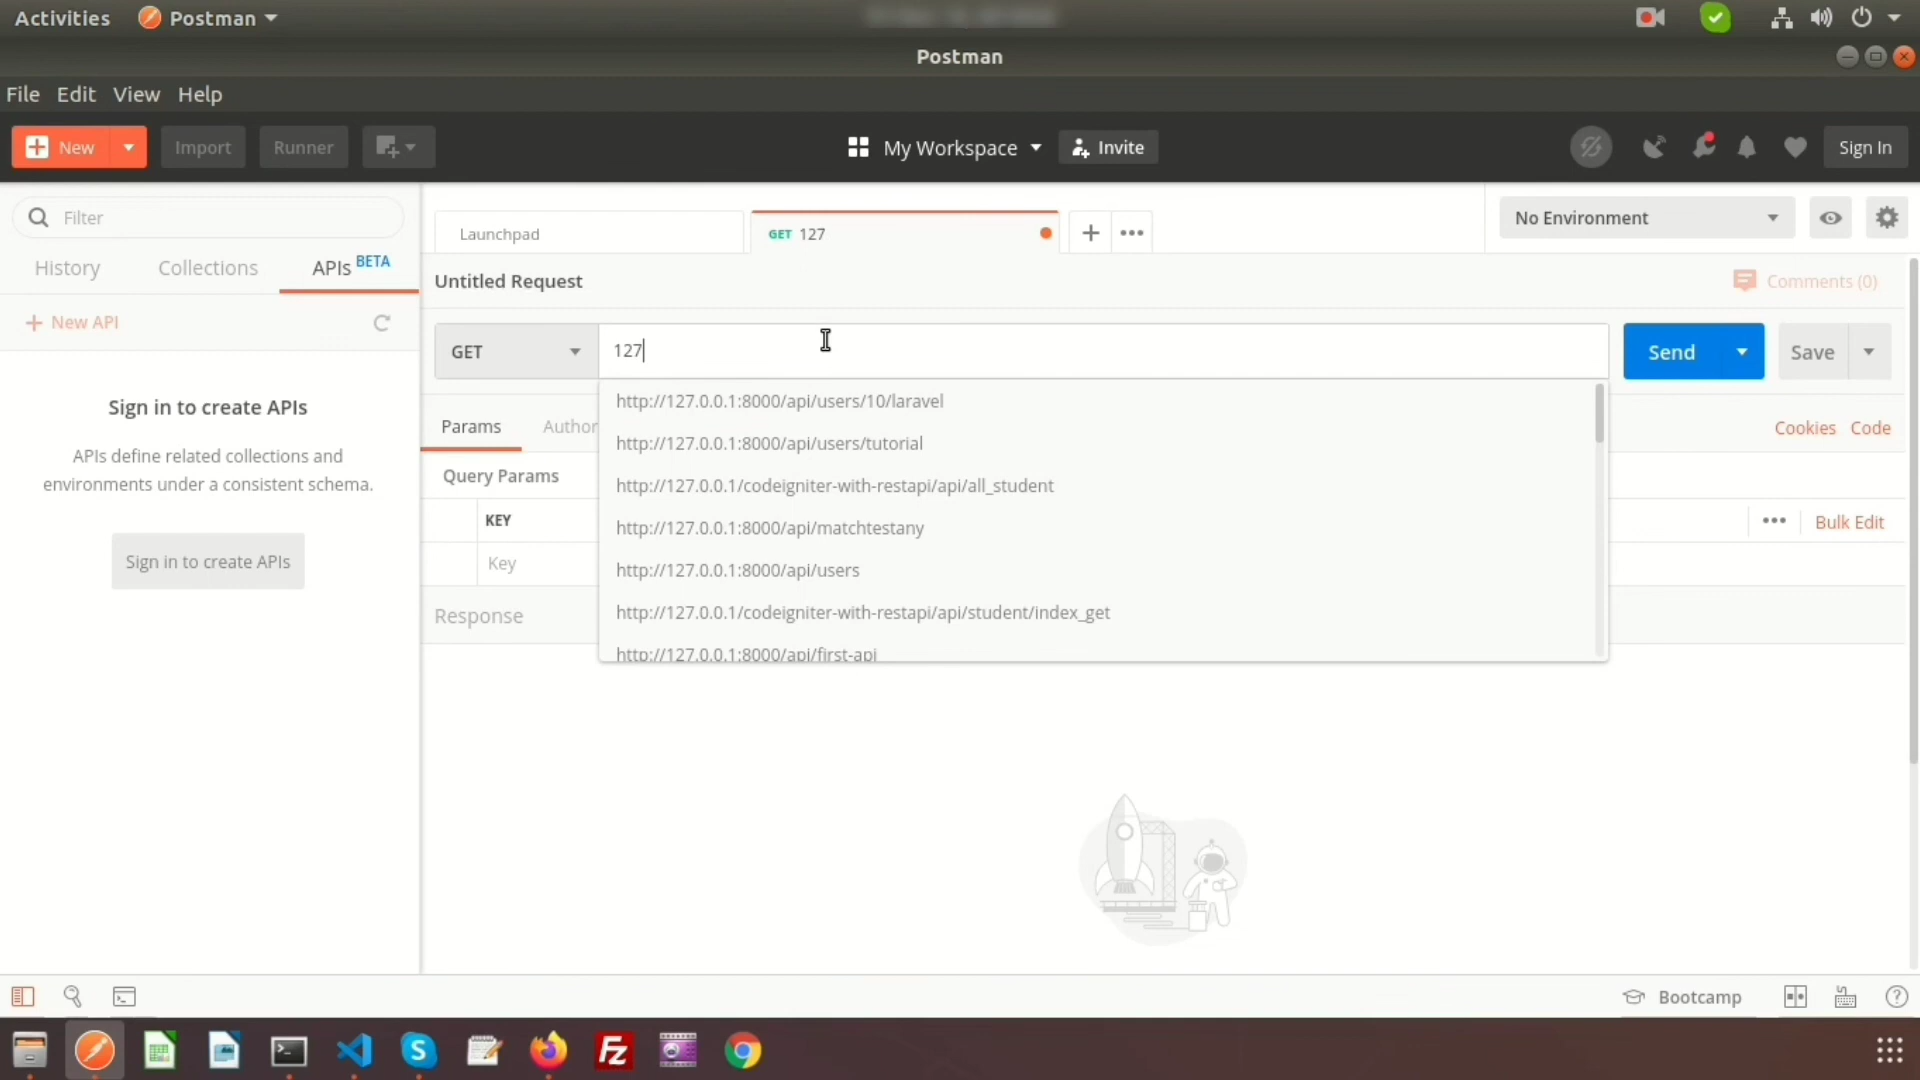 Activities Postman
Postman
File Edit View Help
New Import Runner My Workspace Invite Sign In
Filter
History Collections APIs BETA
New API
Sign in to create APIs
APIs define related collections and
environments under a consistent schema.
Sign in to create APIs
Launchpad GET 127 No Environment
Untitled Request Comments (0)
GET 127 Send Save
http://127.0.0.1:8000/api/users/10/laravel
Params Author Cookies Code
http://127.0.0.1:8000/api/users/tutorial
Query Params http://127.0.0.1/codeigniter-with-restapi/api/all_student
KEY http://127.0.0.1:8000/api/matchtestany Bulk Edit
Key http://127.0.0.1:8000/api/users
Response http://127.0.0.1/codeigniter-with-restapi/api/student/index_get
http://127.0.0.1:8000/api/first-api
Bootcamp